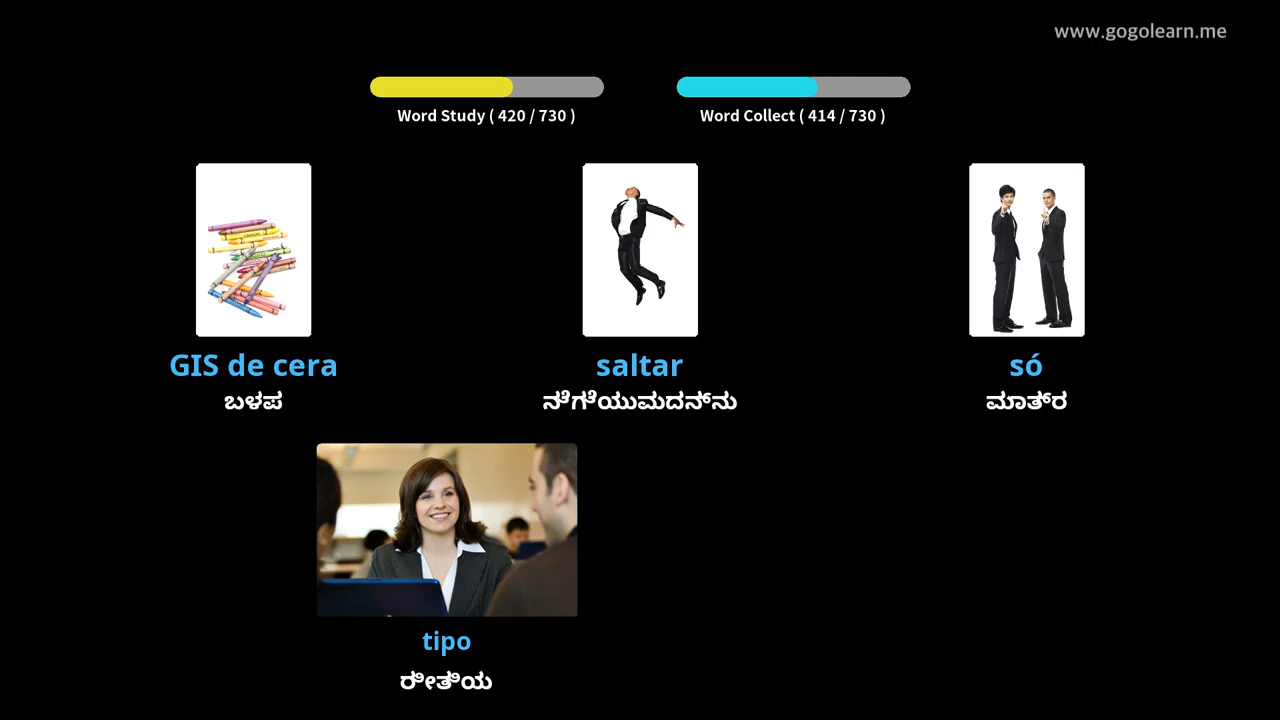 www.gogolearn.me
Word Study ( 420 / 730 )
Word Collect ( 414 / 730 )
GIS de cera
saltar
só
ಬಳಪ
ನೆಗೆಯುಮದನ್ನು
ಮಾತ್ರ
tipo
ರೀತಿಯ